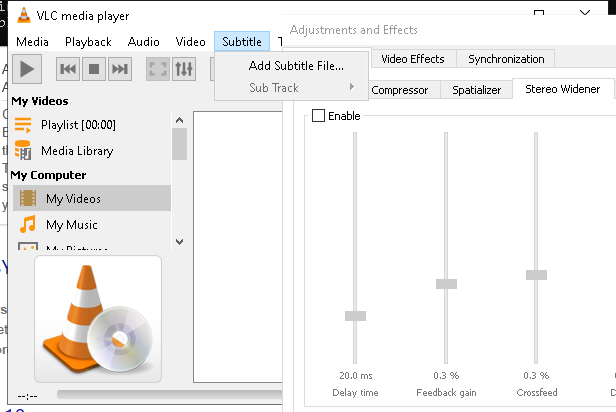 VLC media player
Adjustments and Effects
Media Playback Audio Video Subtitle T
Video Effects Synchronization
Add Subtitle File...
Sub Track
Compressor Spatializer Stereo Widener
Enable
My Videos
Playlist [00:00]
Media Library
My Computer
My Videos
My Music
My Pictures
20.0 ms 0.3 % 0.3 %
Delay time Feedback gain Crossfeed D
--:--